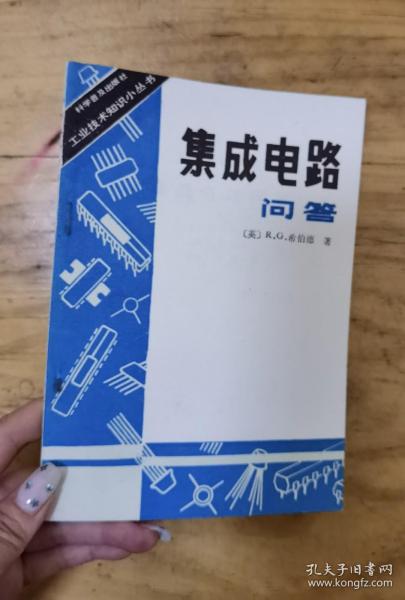 科学普及出版社
工业技术知识小丛书
集成电路
问答
〔英〕R.G.希伯德 著
孔夫子旧书网
www.kongfz.com